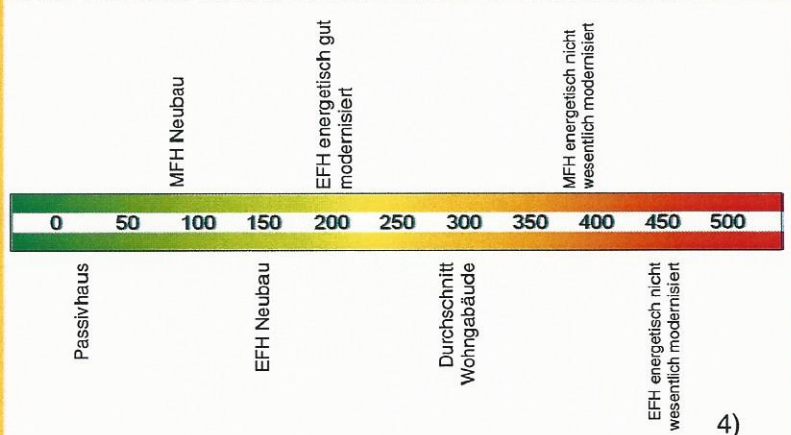 MFH Neubau
EFH energetisch gut
modernisiert
MFH energetisch nicht
wesentlich modernisiert
0 50 100 150 200 250 300 350 400 450 500
Passivhaus
EFH Neubau
Durchschnitt
Wohngabäude
EFH energetisch nicht
wesentlich modernisiert
4)